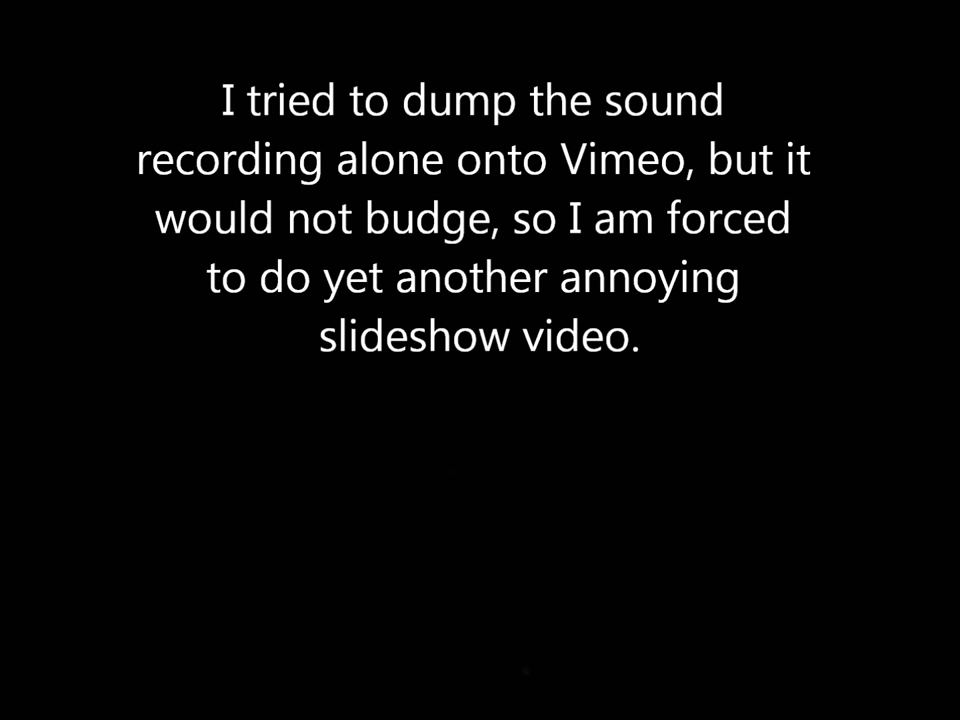 I tried to dump the sound
recording alone onto Vimeo, but it
would not budge, so I am forced
to do yet another annoying
slideshow video.